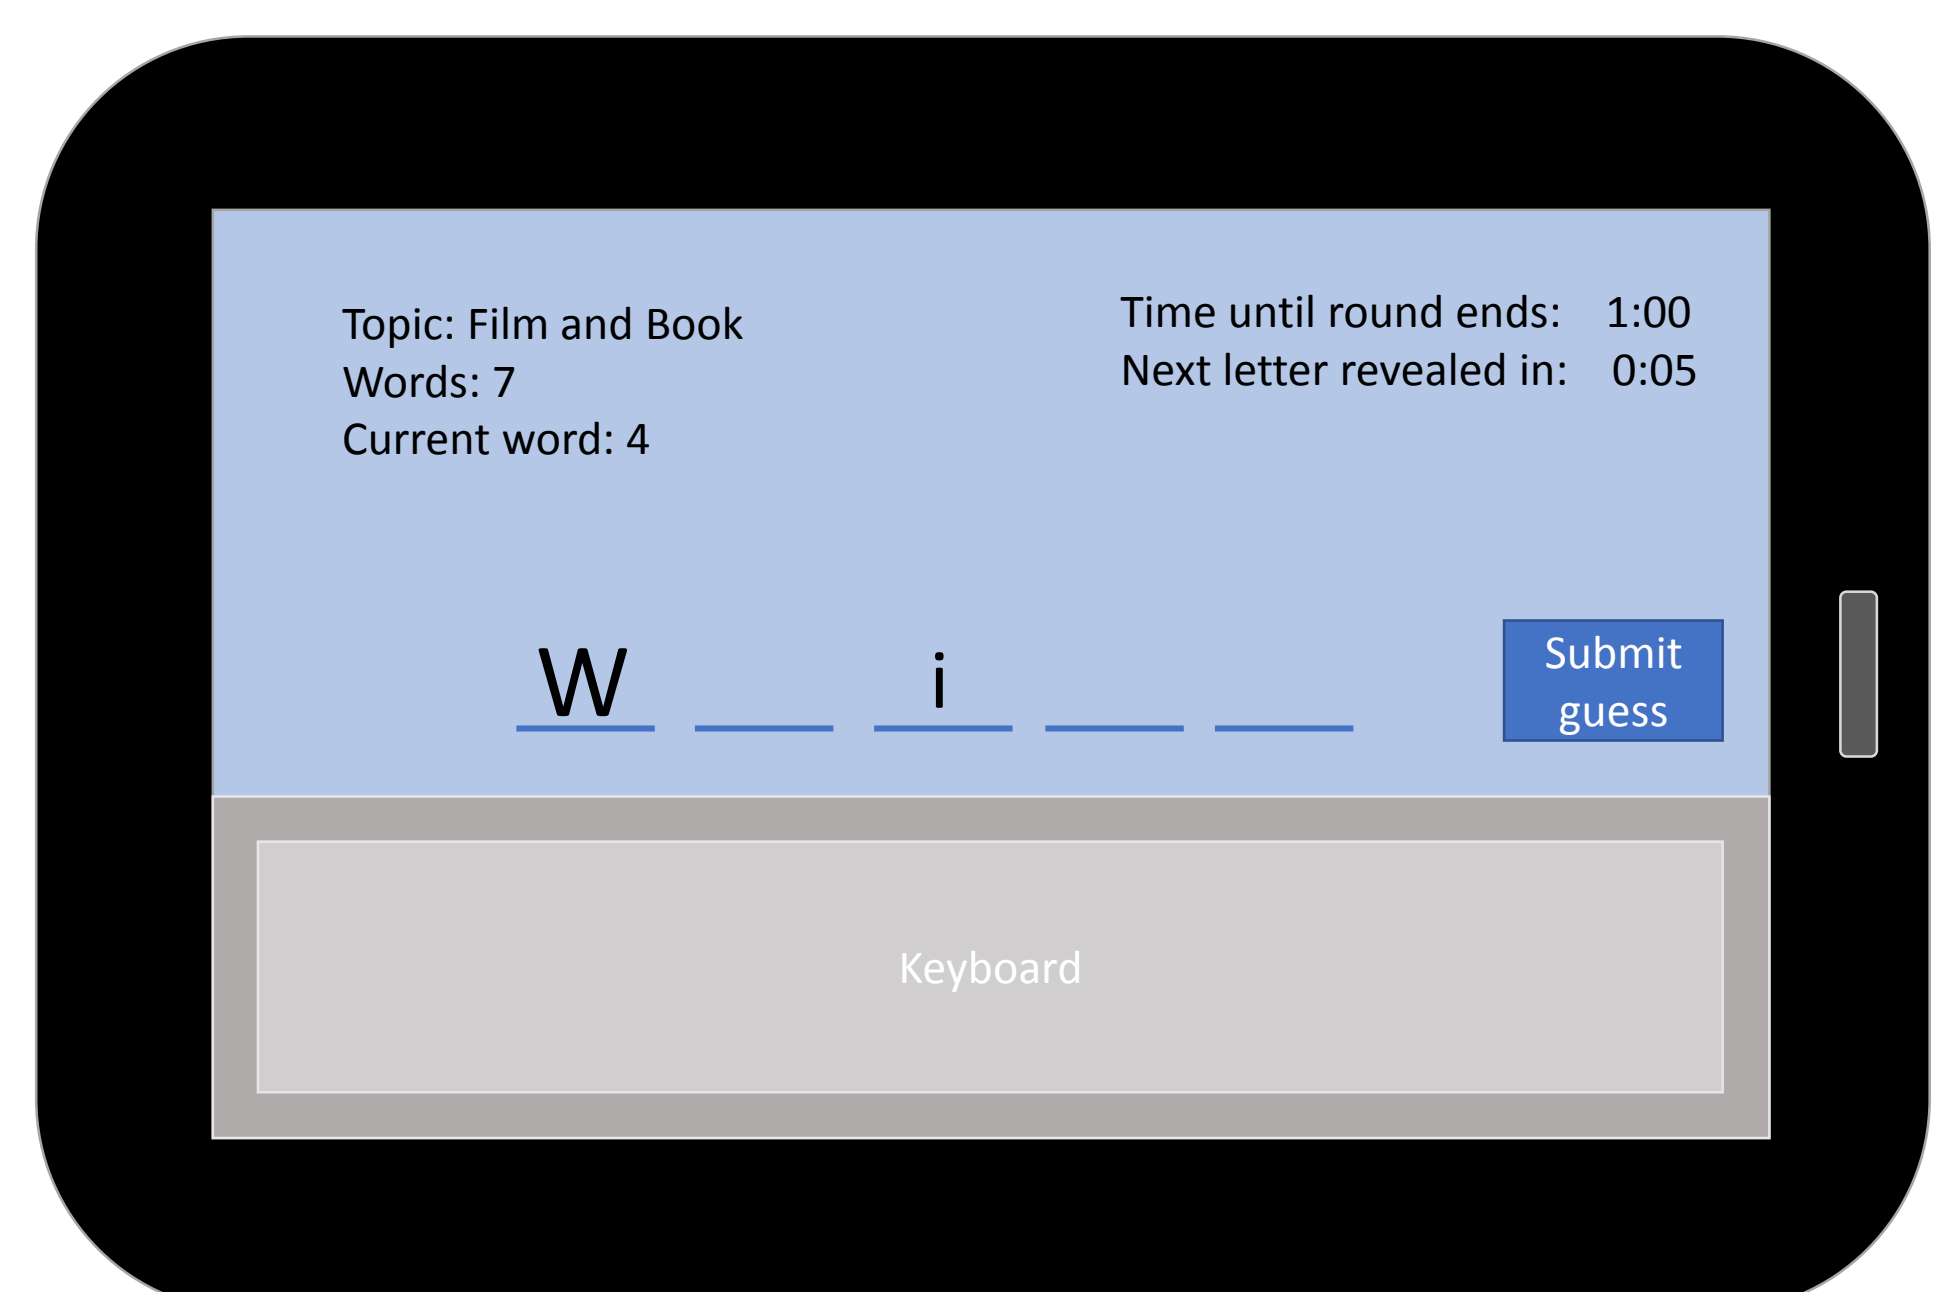 Topic: Film and Book
Words: 7
Current word: 4
Time until round ends: 1:00
Next letter revealed in: 0:05
W i
Submit
guess
Keyboard